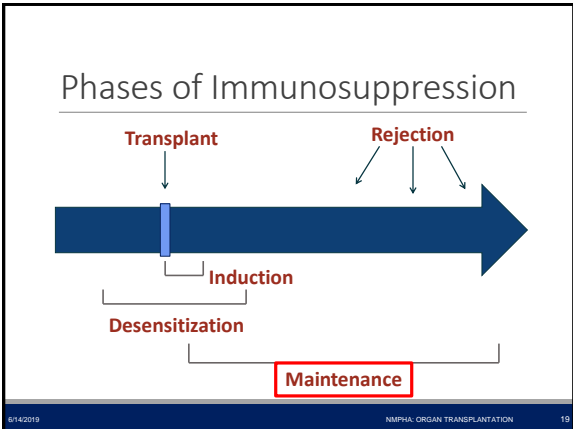 Phases of Immunosuppression
Transplant
Rejection
Induction
Desensitization
Maintenance
6/14/2019
NMPHA: ORGAN TRANSPLANTATION
19